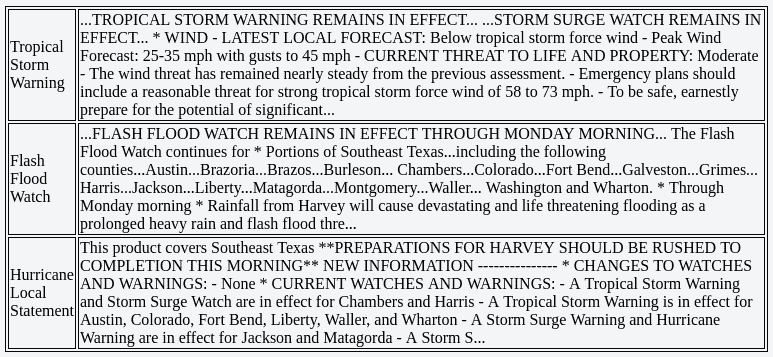 Tropical
Storm
Warning
...TROPICAL STORM WARNING REMAINS IN EFFECT... ...STORM SURGE WATCH REMAINS IN
EFFECT... * WIND - LATEST LOCAL FORECAST: Below tropical storm force wind - Peak Wind
Forecast: 25-35 mph with gusts to 45 mph - CURRENT THREAT TO LIFE AND PROPERTY: Moderate
- The wind threat has remained nearly steady from the previous assessment. - Emergency plans should
include a reasonable threat for strong tropical storm force wind of 58 to 73 mph. - To be safe, earnestly
prepare for the potential of significant...
Flash
Flood
Watch
...FLASH FLOOD WATCH REMAINS IN EFFECT THROUGH MONDAY MORNING... The Flash
Flood Watch continues for * Portions of Southeast Texas...including the following
counties...Austin...Brazoria...Brazos...Burleson... Chambers...Colorado...Fort Bend...Galveston...Grimes...
Harris...Jackson...Liberty...Matagorda...Montgomery...Waller... Washington and Wharton. * Through
Monday morning * Rainfall from Harvey will cause devastating and life threatening flooding as a
prolonged heavy rain and flash flood thre...
Hurricane
Local
Statement
This product covers Southeast Texas **PREPARATIONS FOR HARVEY SHOULD BE RUSHED TO
COMPLETION THIS MORNING** NEW INFORMATION --------------- * CHANGES TO WATCHES
AND WARNINGS: - None * CURRENT WATCHES AND WARNINGS: - A Tropical Storm Warning
and Storm Surge Watch are in effect for Chambers and Harris - A Tropical Storm Warning is in effect for
Austin, Colorado, Fort Bend, Liberty, Waller, and Wharton - A Storm Surge Warning and Hurricane
Warning are in effect for Jackson and Matagorda - A Storm S...